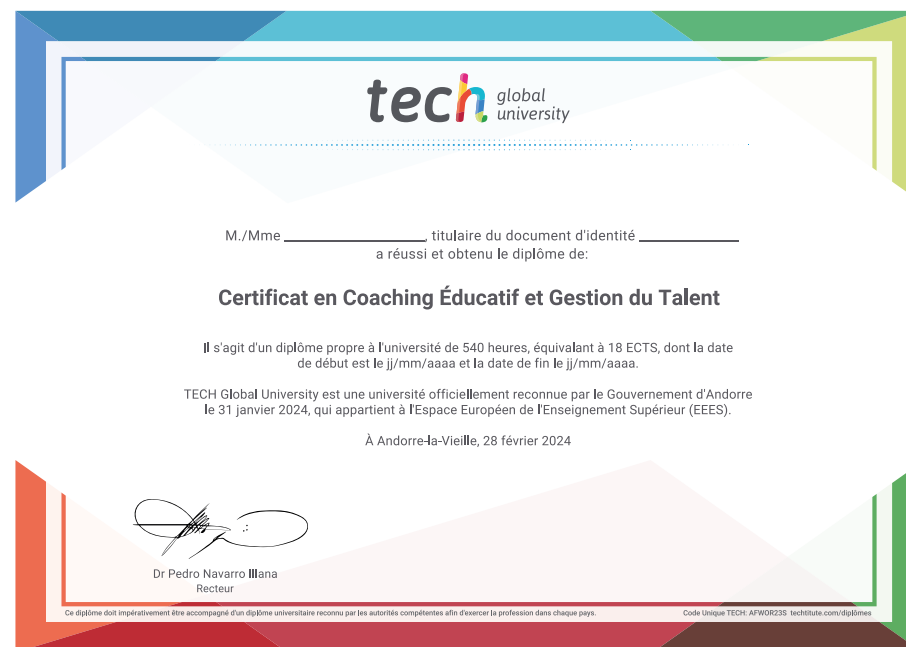 tech global university
M./Mme ____________, titulaire du document d'identité ____________
a réussi et obtenu le diplôme de:
Certificat en Coaching Éducatif et Gestion du Talent
Il s'agit d'un diplôme propre à l'université de 540 heures, équivalant à 18 ECTS, dont la date
de début est le jj/mm/aaaa et la date de fin le jj/mm/aaaa.
TECH Global University est une université officiellement reconnue par le Gouvernement d'Andorre
le 31 janvier 2024, qui appartient à l'Espace Européen de l'Enseignement Supérieur (EEES).
À Andorre-la-Vieille, 28 février 2024
Dr Pedro Navarro Illana
Recteur
Ce diplôme doit impérativement être accompagné d'un diplôme universitaire reconnu par les autorités compétentes afin d'exercer la profession dans chaque pays.
Code Unique TECH: AFWOR23S techtitute.com/diplômes